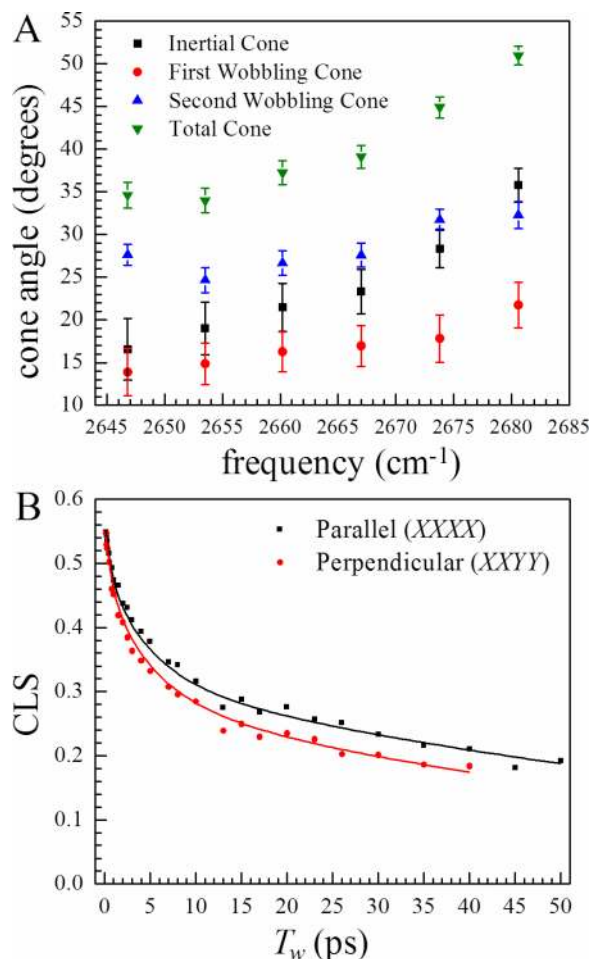 A
55
50
45
40
35
30
25
20
15
10
Inertial Cone
First Wobbling Cone
Second Wobbling Cone
Total Cone
cone angle (degrees)
2645 2650 2655 2660 2665 2670 2675 2680 2685
frequency (cm-1)
B
0.6
0.5
0.4
0.3
0.2
0.1
0.0
Parallel (XXXX)
Perpendicular (XXYY)
CLS
0 5 10 15 20 25 30 35 40 45 50
Tw (ps)